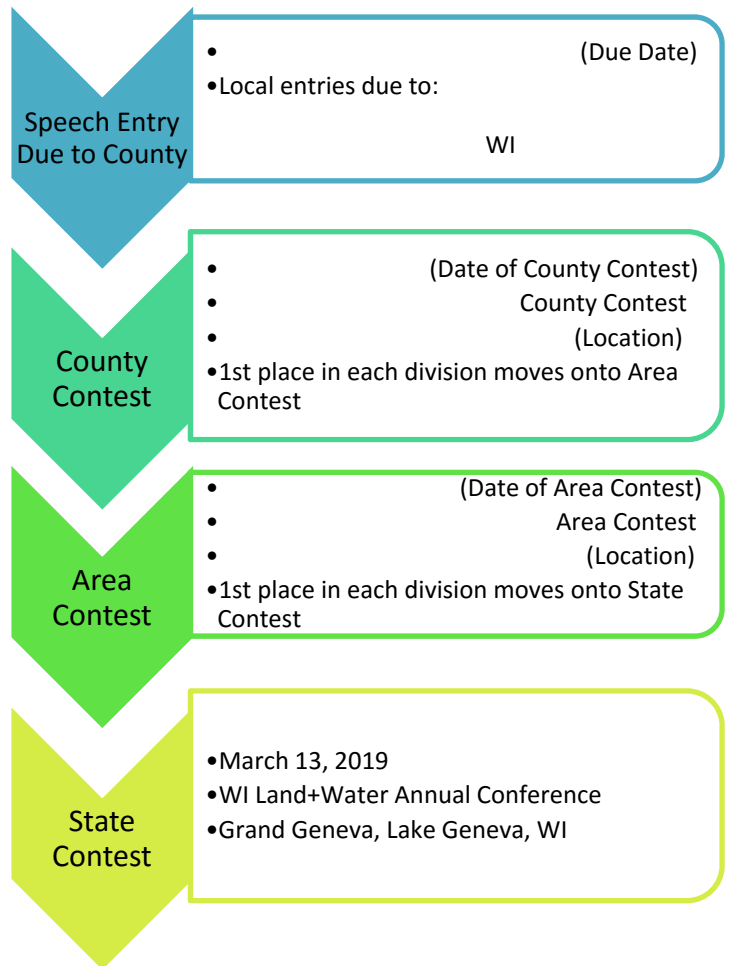 Speech Entry
Due to County
• (Due Date)
•Local entries due to:
WI
County
Contest
• (Date of County Contest)
• County Contest
• (Location)
•1st place in each division moves onto Area
Contest
Area
Contest
• (Date of Area Contest)
• Area Contest
• (Location)
•1st place in each division moves onto State
Contest
State
Contest
•March 13, 2019
•WI Land+Water Annual Conference
•Grand Geneva, Lake Geneva, WI